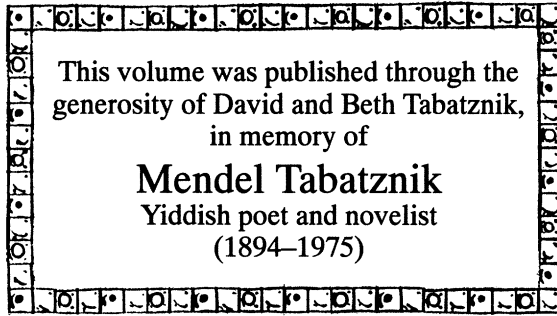 This volume was published through the
generosity of David and Beth Tabatznik,
in memory of
Mendel Tabatznik
Yiddish poet and novelist
(1894–1975)